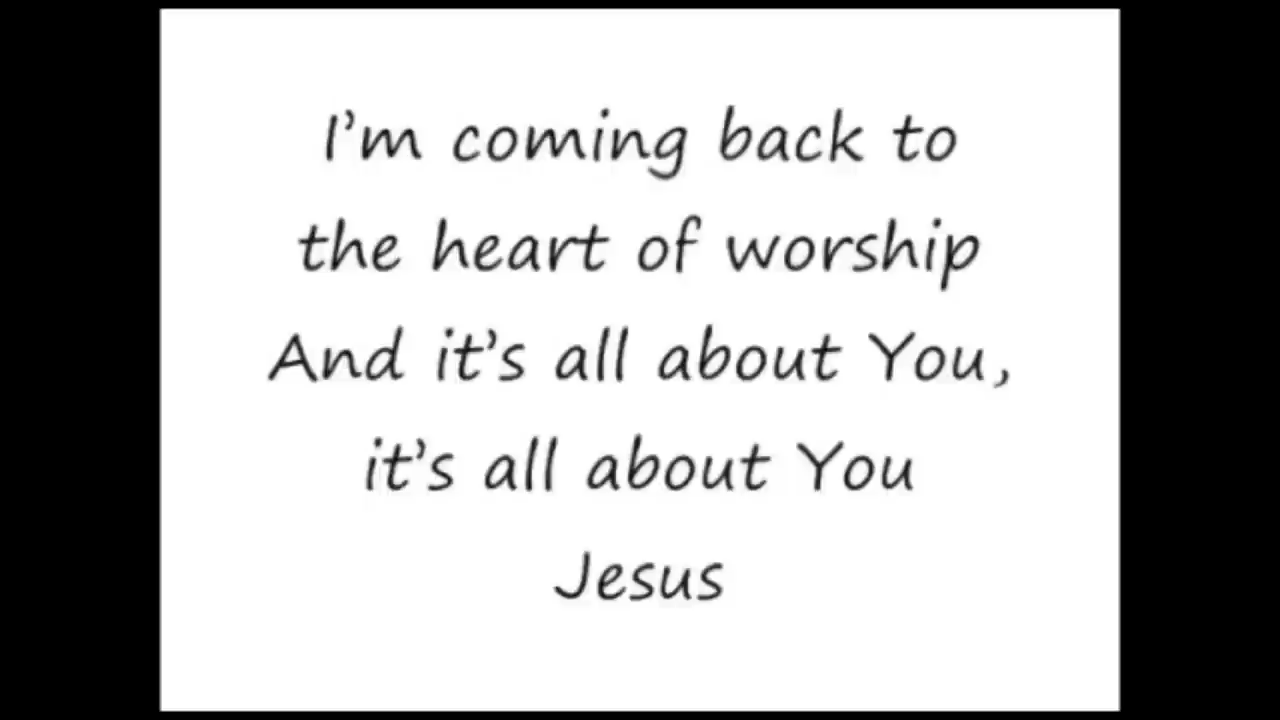 I’m coming back to
the heart of worship
And it’s all about You,
it’s all about You
Jesus